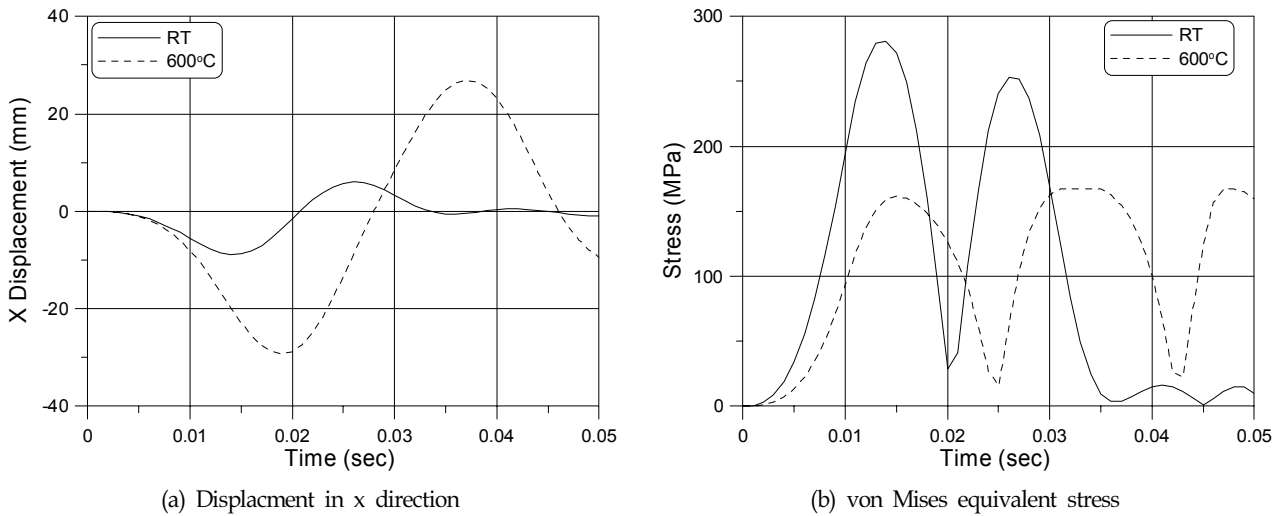 40
20
0
-20
-40
X Displacement (mm)
RT
600°C
0
0.01
0.02
0.03
0.04
0.05
Time (sec)
(a) Displacment in x direction
300
200
100
0
Stress (MPa)
RT
600°C
0
0.01
0.02
0.03
0.04
0.05
Time (sec)
(b) von Mises equivalent stress